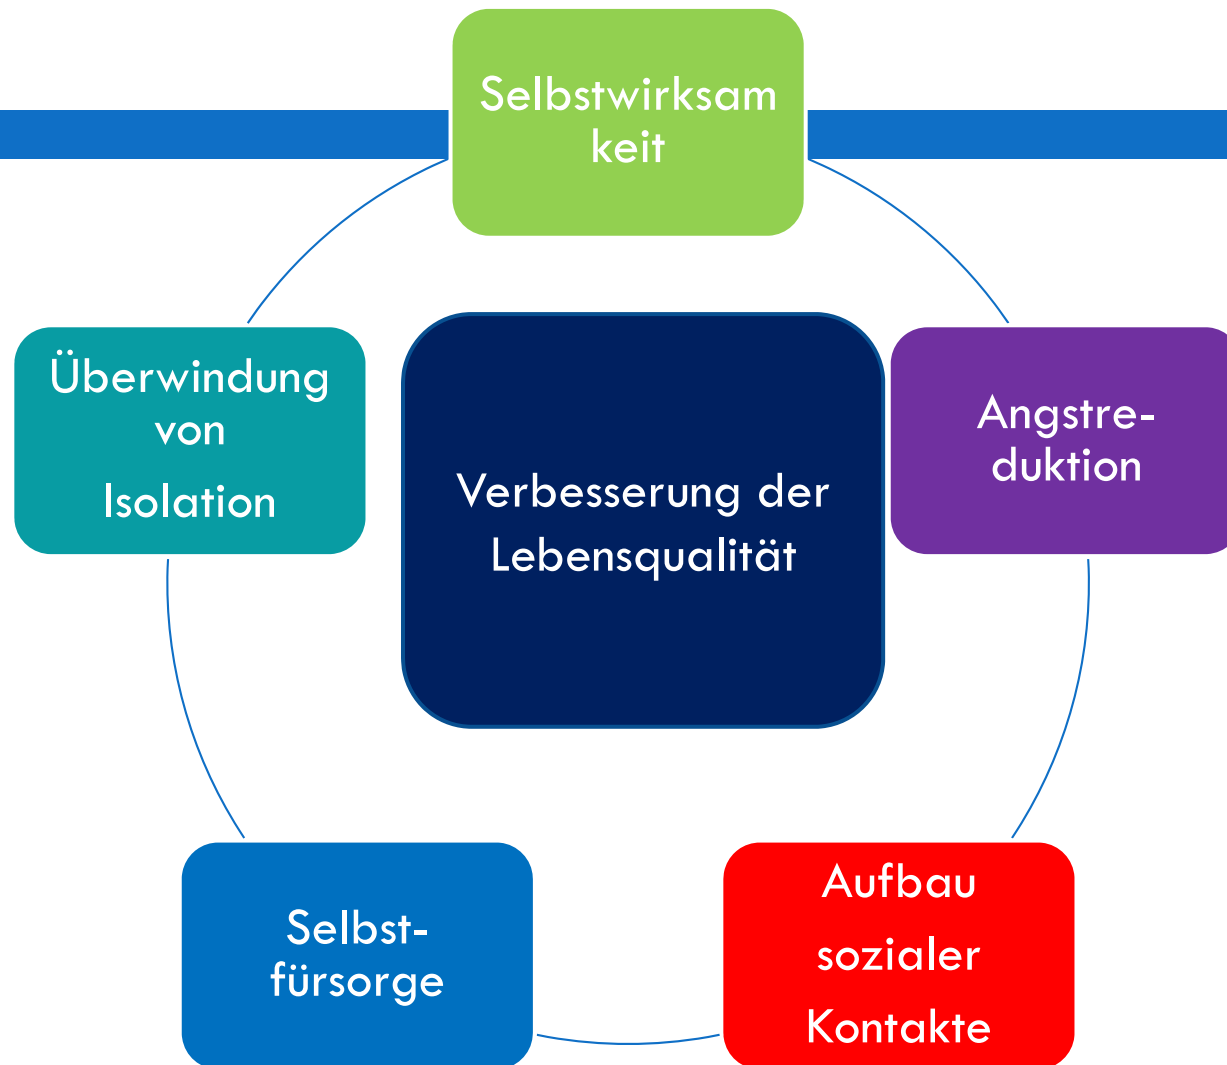 Selbstwirksam
keit
Überwindung
von
Isolation
Verbesserung der
Lebensqualität
Angstre-
duktion
Selbst-
fürsorge
Aufbau
sozialer
Kontakte